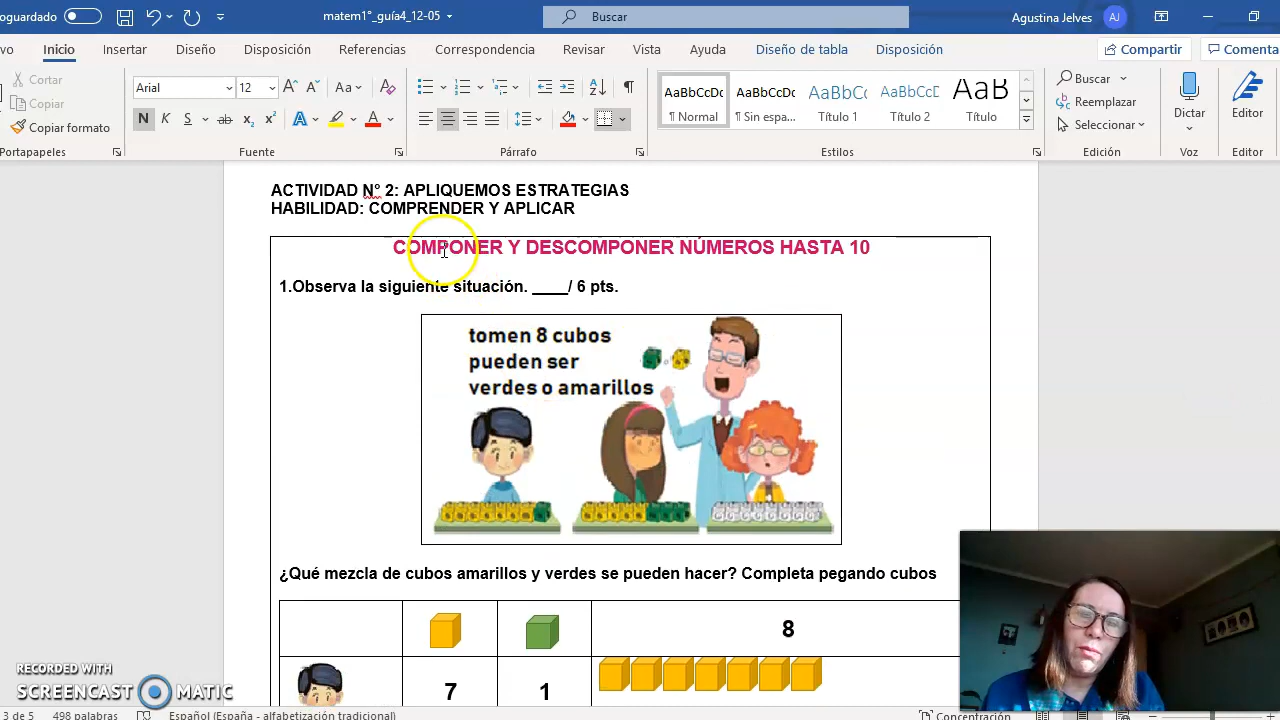 oguardado
matem1°_guía4_12-05
Buscar
Agustina Jelves AJ
vo Inicio Insertar Diseño Disposición Referencias Correspondencia Revisar Vista Ayuda Diseño de tabla Disposición Compartir Comenta
Cortar
Copiar
Copiar formato
Arial 12
N K S ab x2 x2 A A
Aa
AaBbCcDc AaBbCcDc AaBbCc AaBbCcD AaB
¶ Normal ¶ Sin espa... Título 1 Título 2 Título
Buscar
Reemplazar
Seleccionar
Dictar
Editor
Portapapeles Fuente Párrafo Estilos Edición Voz Editor
ACTIVIDAD N° 2: APLIQUEMOS ESTRATEGIAS
HABILIDAD: COMPRENDER Y APLICAR
COMPONER Y DESCOMPONER NÚMEROS HASTA 10
1.Observa la siguiente situación. ____/ 6 pts.
tomen 8 cubos
pueden ser
verdes o amarillos
¿Qué mezcla de cubos amarillos y verdes se pueden hacer? Completa pegando cubos
8
7 1
RECORDED WITH
SCREENCAST MATIC
3 de 5 498 palabras Español (España - alfabetización tradicional) Concentración